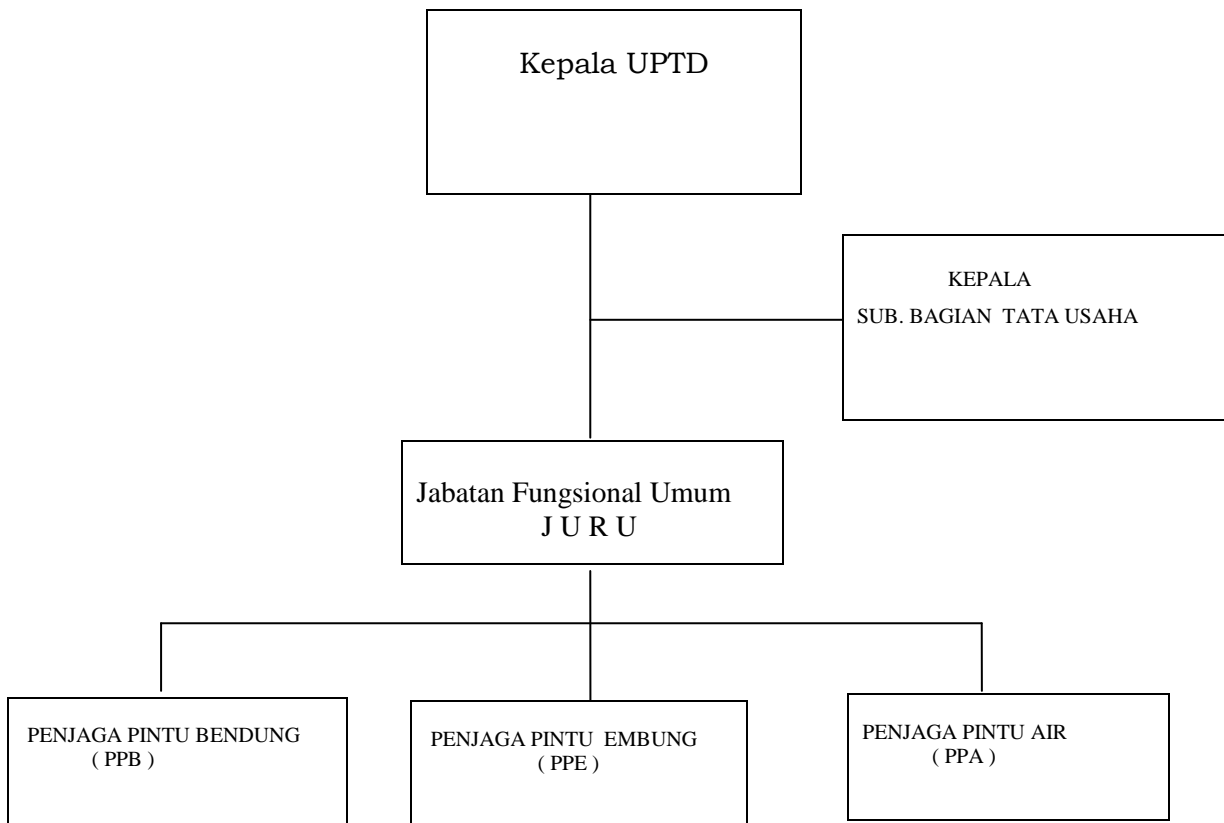 Kepala UPTD
KEPALA
SUB. BAGIAN TATA USAHA
Jabatan Fungsional Umum
J U R U
PENJAGA PINTU BENDUNG
( PPB )
PENJAGA PINTU EMBUNG
( PPE )
PENJAGA PINTU AIR
( PPA )